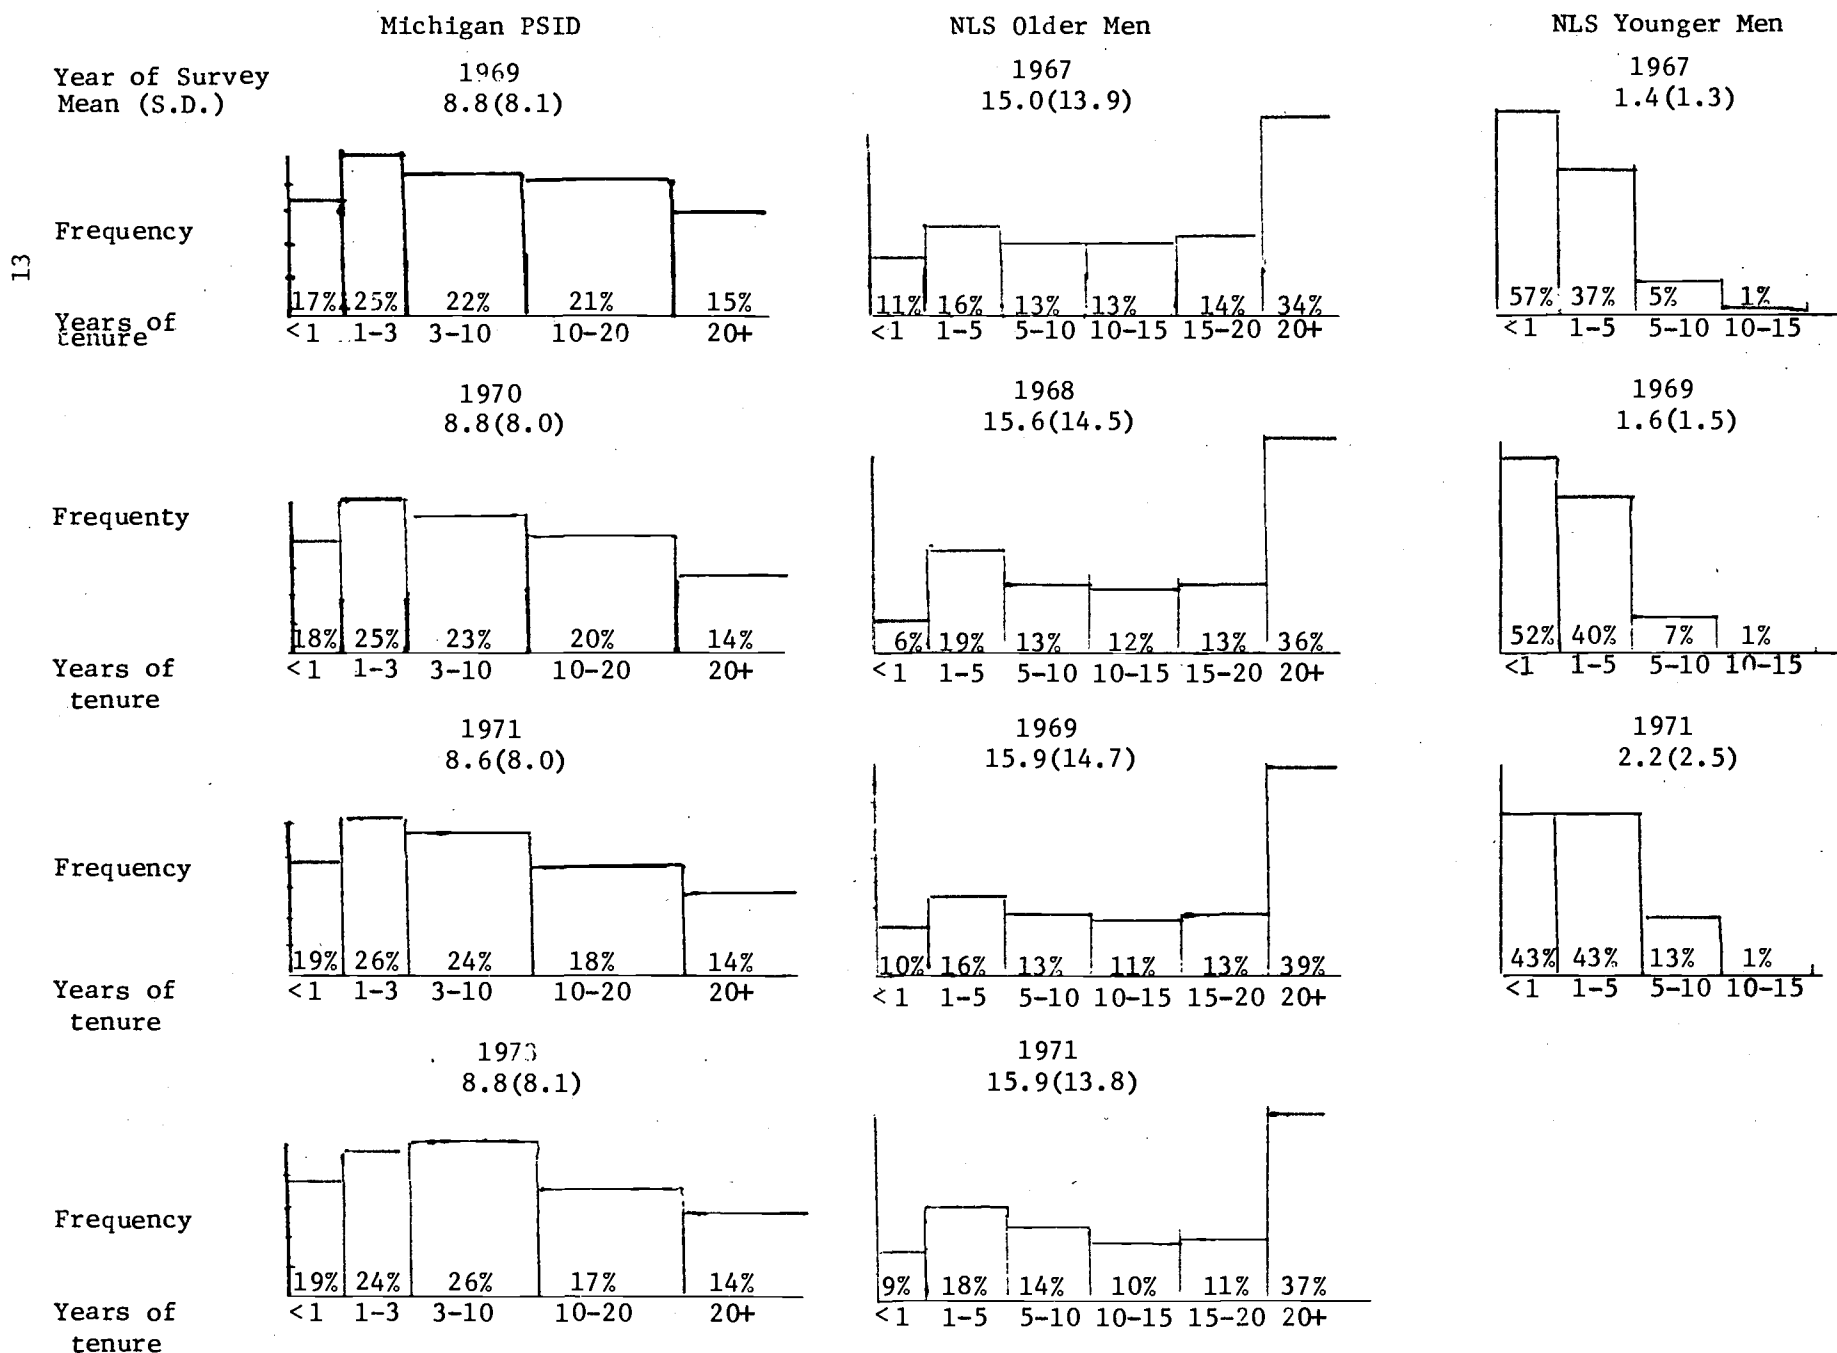 Michigan PSID NLS Older Men NLS Younger Men
Year of Survey 1969 1967 1967
Mean (S.D.) 8.8(8.1) 15.0(13.9) 1.4(1.3)
Frequency
13
17% 25% 22% 21% 15% 11% 16% 13% 13% 14% 34% 57% 37% 5% 1%
Years of <1 1-3 3-10 10-20 20+ <1 1-5 5-10 10-15 15-20 20+ <1 1-5 5-10 10-15
tenure
1970 1968 1969
8.8(8.0) 15.6(14.5) 1.6(1.5)
Frequenty
18% 25% 23% 20% 14% 6% 19% 13% 12% 13% 36% 52% 40% 7% 1%
Years of <1 1-3 3-10 10-20 20+ <1 1-5 5-10 10-15 15-20 20+ <1 1-5 5-10 10-15
tenure
1971 1969 1971
8.6(8.0) 15.9(14.7) 2.2(2.5)
Frequency
19% 26% 24% 18% 14% 10% 16% 13% 11% 13% 39% 43% 43% 13% 1%
Years of <1 1-3 3-10 10-20 20+ <1 1-5 5-10 10-15 15-20 20+ <1 1-5 5-10 10-15
tenure
1973 1971
8.8(8.1) 15.9(13.8)
Frequency
19% 24% 26% 17% 14% 9% 18% 14% 10% 11% 37%
Years of <1 1-3 3-10 10-20 20+ <1 1-5 5-10 10-15 15-20 20+
tenure